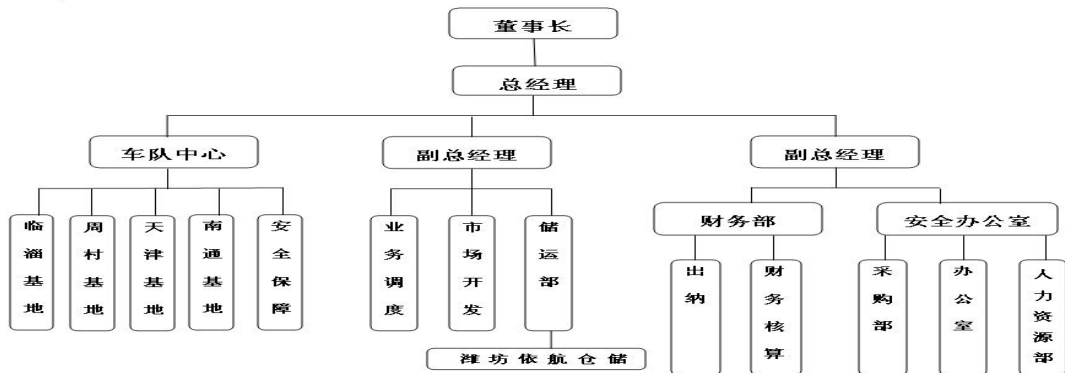 董事长
总经理
车队中心
副总经理
副总经理
临淄基地
周村基地
天津基地
南通基地
安全保障
业务调度
市场开发
储运部
财务部
安全办公室
出纳
财务核算
采购部
办公室
人力资源部
潍坊依航仓储